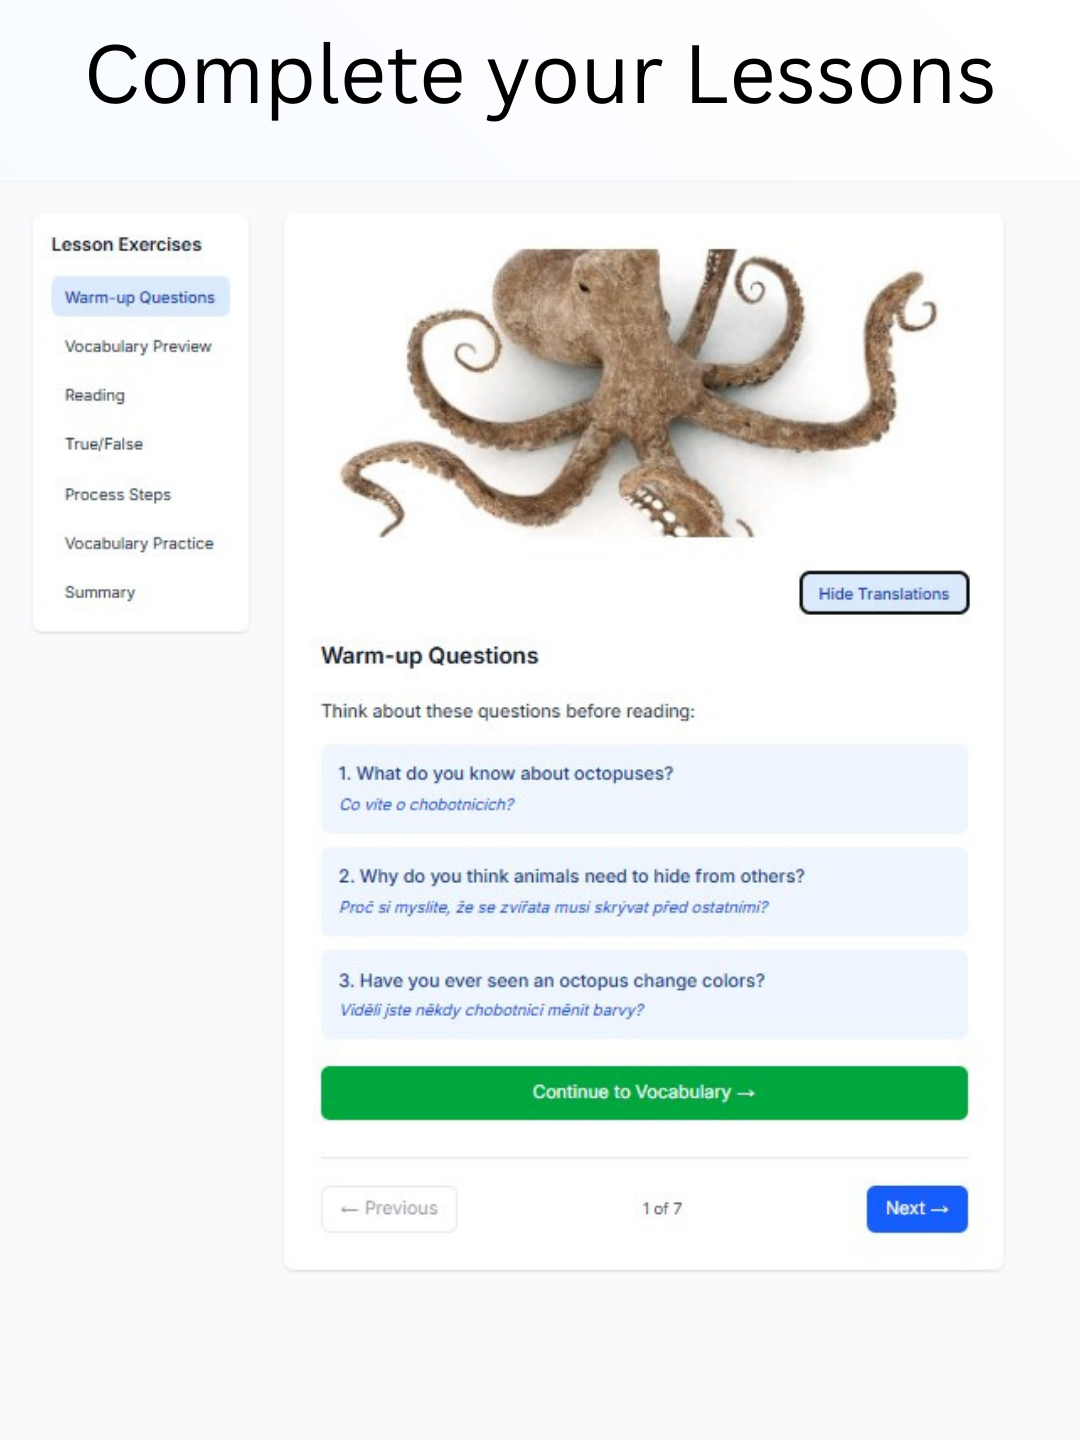 Complete your Lessons
Lesson Exercises
Warm-up Questions
Vocabulary Preview
Reading
True/False
Process Steps
Vocabulary Practice
Summary
Hide Translations
Warm-up Questions
Think about these questions before reading:
1. What do you know about octopuses?
Co víte o chobotnicích?
2. Why do you think animals need to hide from others?
Proč si myslíte, že se zvířata musí skrývat před ostatními?
3. Have you ever seen an octopus change colors?
Viděli jste někdy chobotnici měnit barvy?
Continue to Vocabulary →
← Previous
1 of 7
Next →